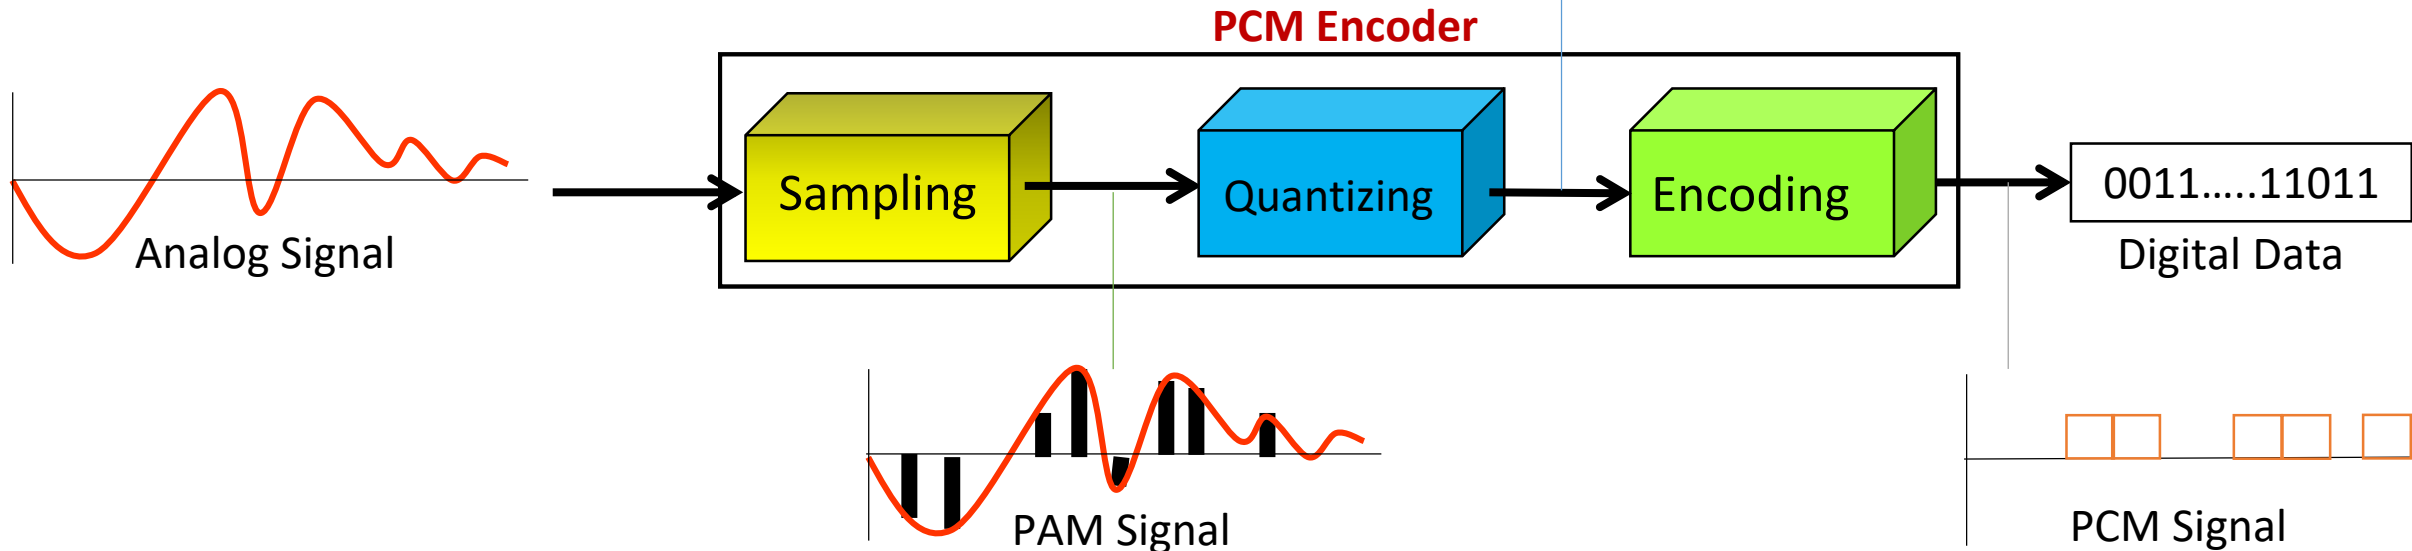 PCM Encoder
Sampling
Quantizing
Encoding
0011.....11011
Analog Signal
Digital Data
PAM Signal
PCM Signal